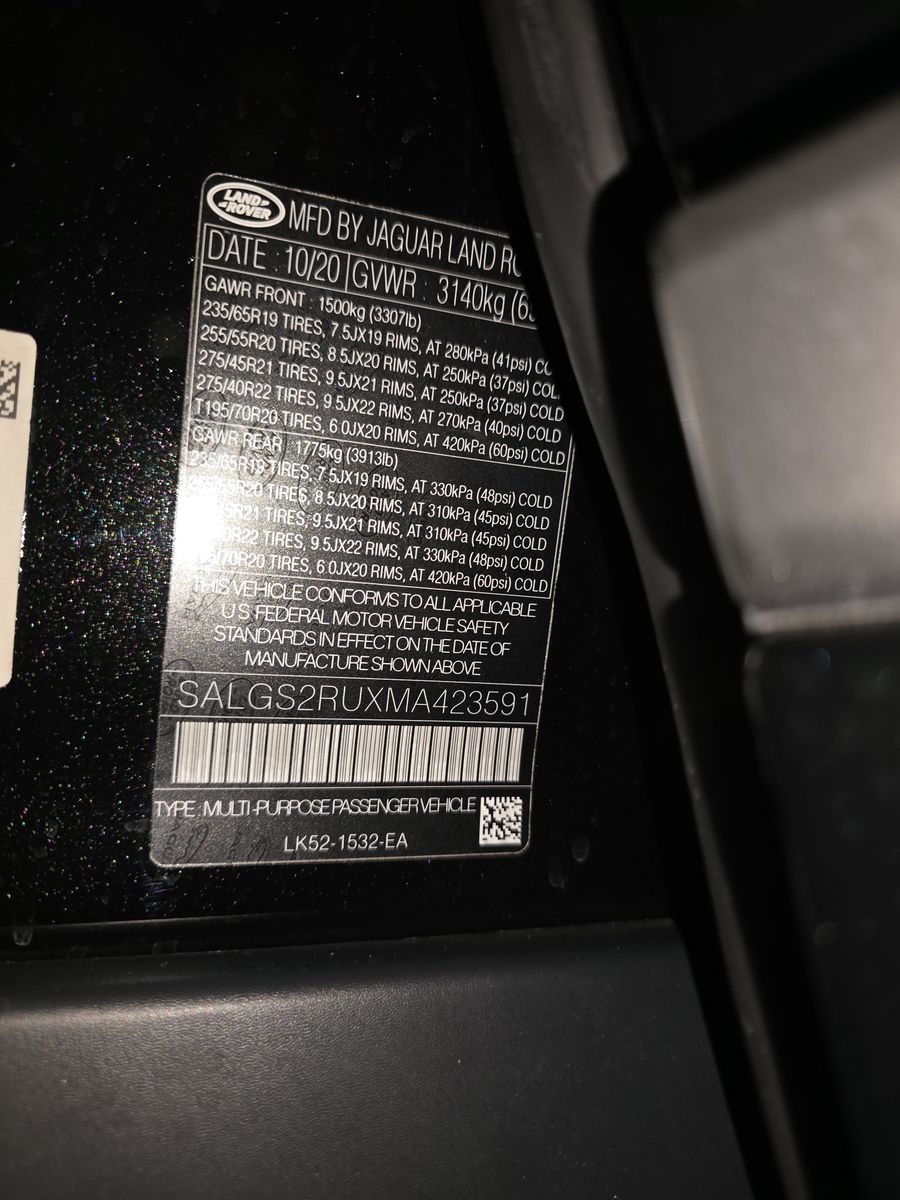 LAND
ROVER
MFD BY JAGUAR LAND
DATE 10/20 GVWR : 3140kg
GAWR FRONT : 1500kg (3307lb)
235/65R19 TIRES, 7.5JX19 RIMS, AT 280kPa (41psi)
255/55R20 TIRES, 8.5JX20 RIMS, AT 250kPa (37psi)
275/45R21 TIRES, 9.5JX21 RIMS, AT 250kPa (37psi) COLD
275/40R22 TIRES, 9.5JX22 RIMS, AT 270kPa (40psi) COLD
T195/70R20 TIRES, 6.0JX20 RIMS, AT 420kPa (60psi) COLD
GAWR REAR : 1775kg (3913lb)
235/65R19 TIRES, 7.5JX19 RIMS, AT 330kPa (48psi) COLD
TIRES, 8.5JX20 RIMS, AT 310kPa (45psi) COLD
TIRES, 9.5JX21 RIMS, AT 310kPa (45psi) COLD
TIRES, 9.5JX22 RIMS, AT 330kPa (48psi) COLD
TIRES, 6.0JX20 RIMS, AT 420kPa (60psi) COLD
THIS VEHICLE CONFORMS TO ALL APPLICABLE
U.S. FEDERAL MOTOR VEHICLE SAFETY
STANDARDS IN EFFECT ON THE DATE OF
MANUFACTURE SHOWN ABOVE
SALGS2RUXMA423591
TYPE : MULTI-PURPOSE PASSENGER VEHICLE
LK52-1532-EA